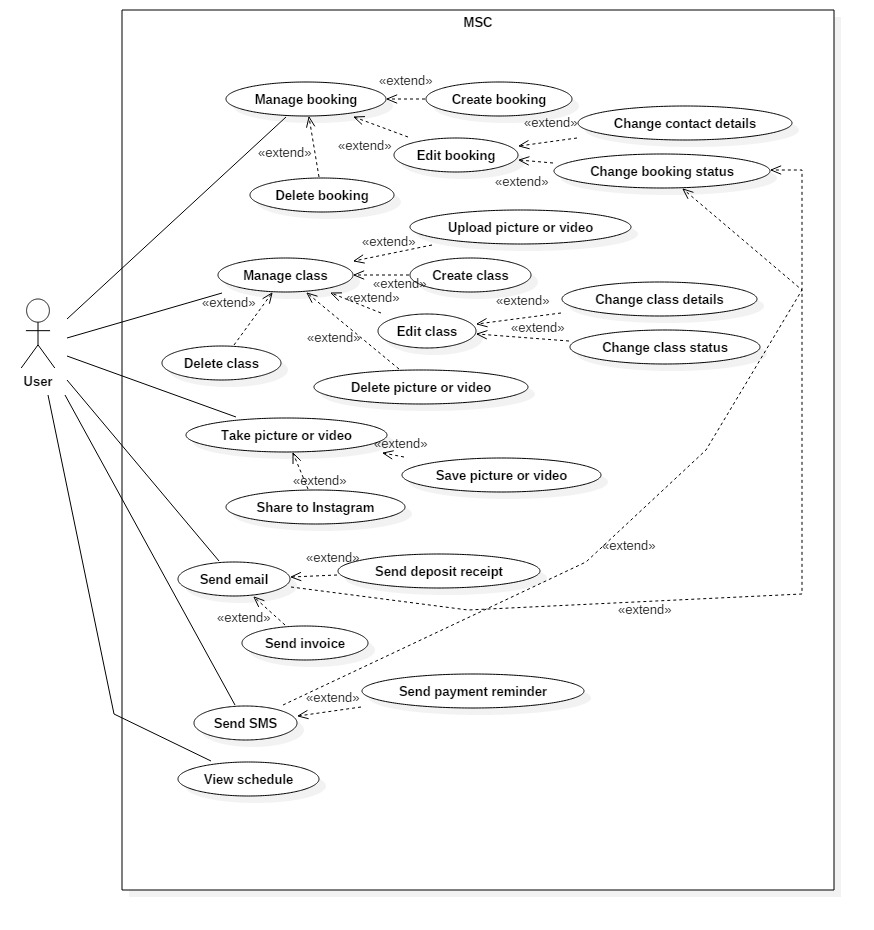 MSC
«extend»
Manage booking
Create booking
«extend»
Change contact details
«extend»
«extend»
Edit booking
Change booking status
«extend»
Delete booking
Upload picture or video
«extend»
Manage class
Create class
«extend»
«extend»
«extend»
«extend»
Change class details
Edit class
«extend»
«extend»
Change class status
Delete class
User
Delete picture or video
Take picture or video
«extend»
Save picture or video
«extend»
Share to Instagram
«extend»
«extend»
Send deposit receipt
Send email
«extend»
«extend»
Send invoice
Send payment reminder
«extend»
Send SMS
View schedule